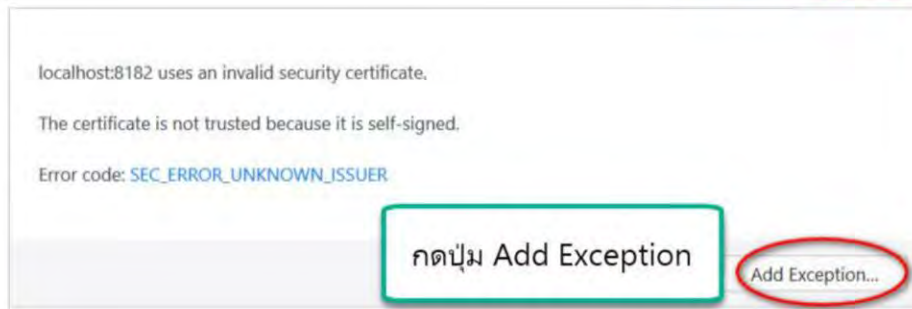 localhost:8182 uses an invalid security certificate.
The certificate is not trusted because it is self-signed.
Error code: SEC_ERROR_UNKNOWN_ISSUER
กดปุ่ม Add Exception
Add Exception...